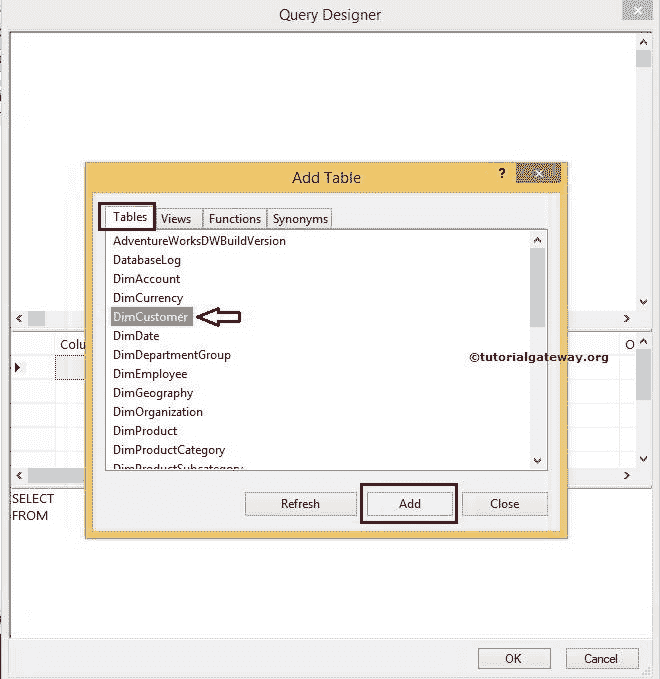 Query Designer
Add Table
?
Tables Views Functions Synonyms
AdventureWorksDWBuildVersion
DatabaseLog
DimAccount
DimCurrency
DimCustomer
DimDate
DimDepartmentGroup
DimEmployee
DimGeography
DimOrganization
DimProduct
DimProductCategory
DimProductSubcategory
Colu
O
©tutorialgateway.org
Refresh Add Close
SELECT
FROM
OK Cancel